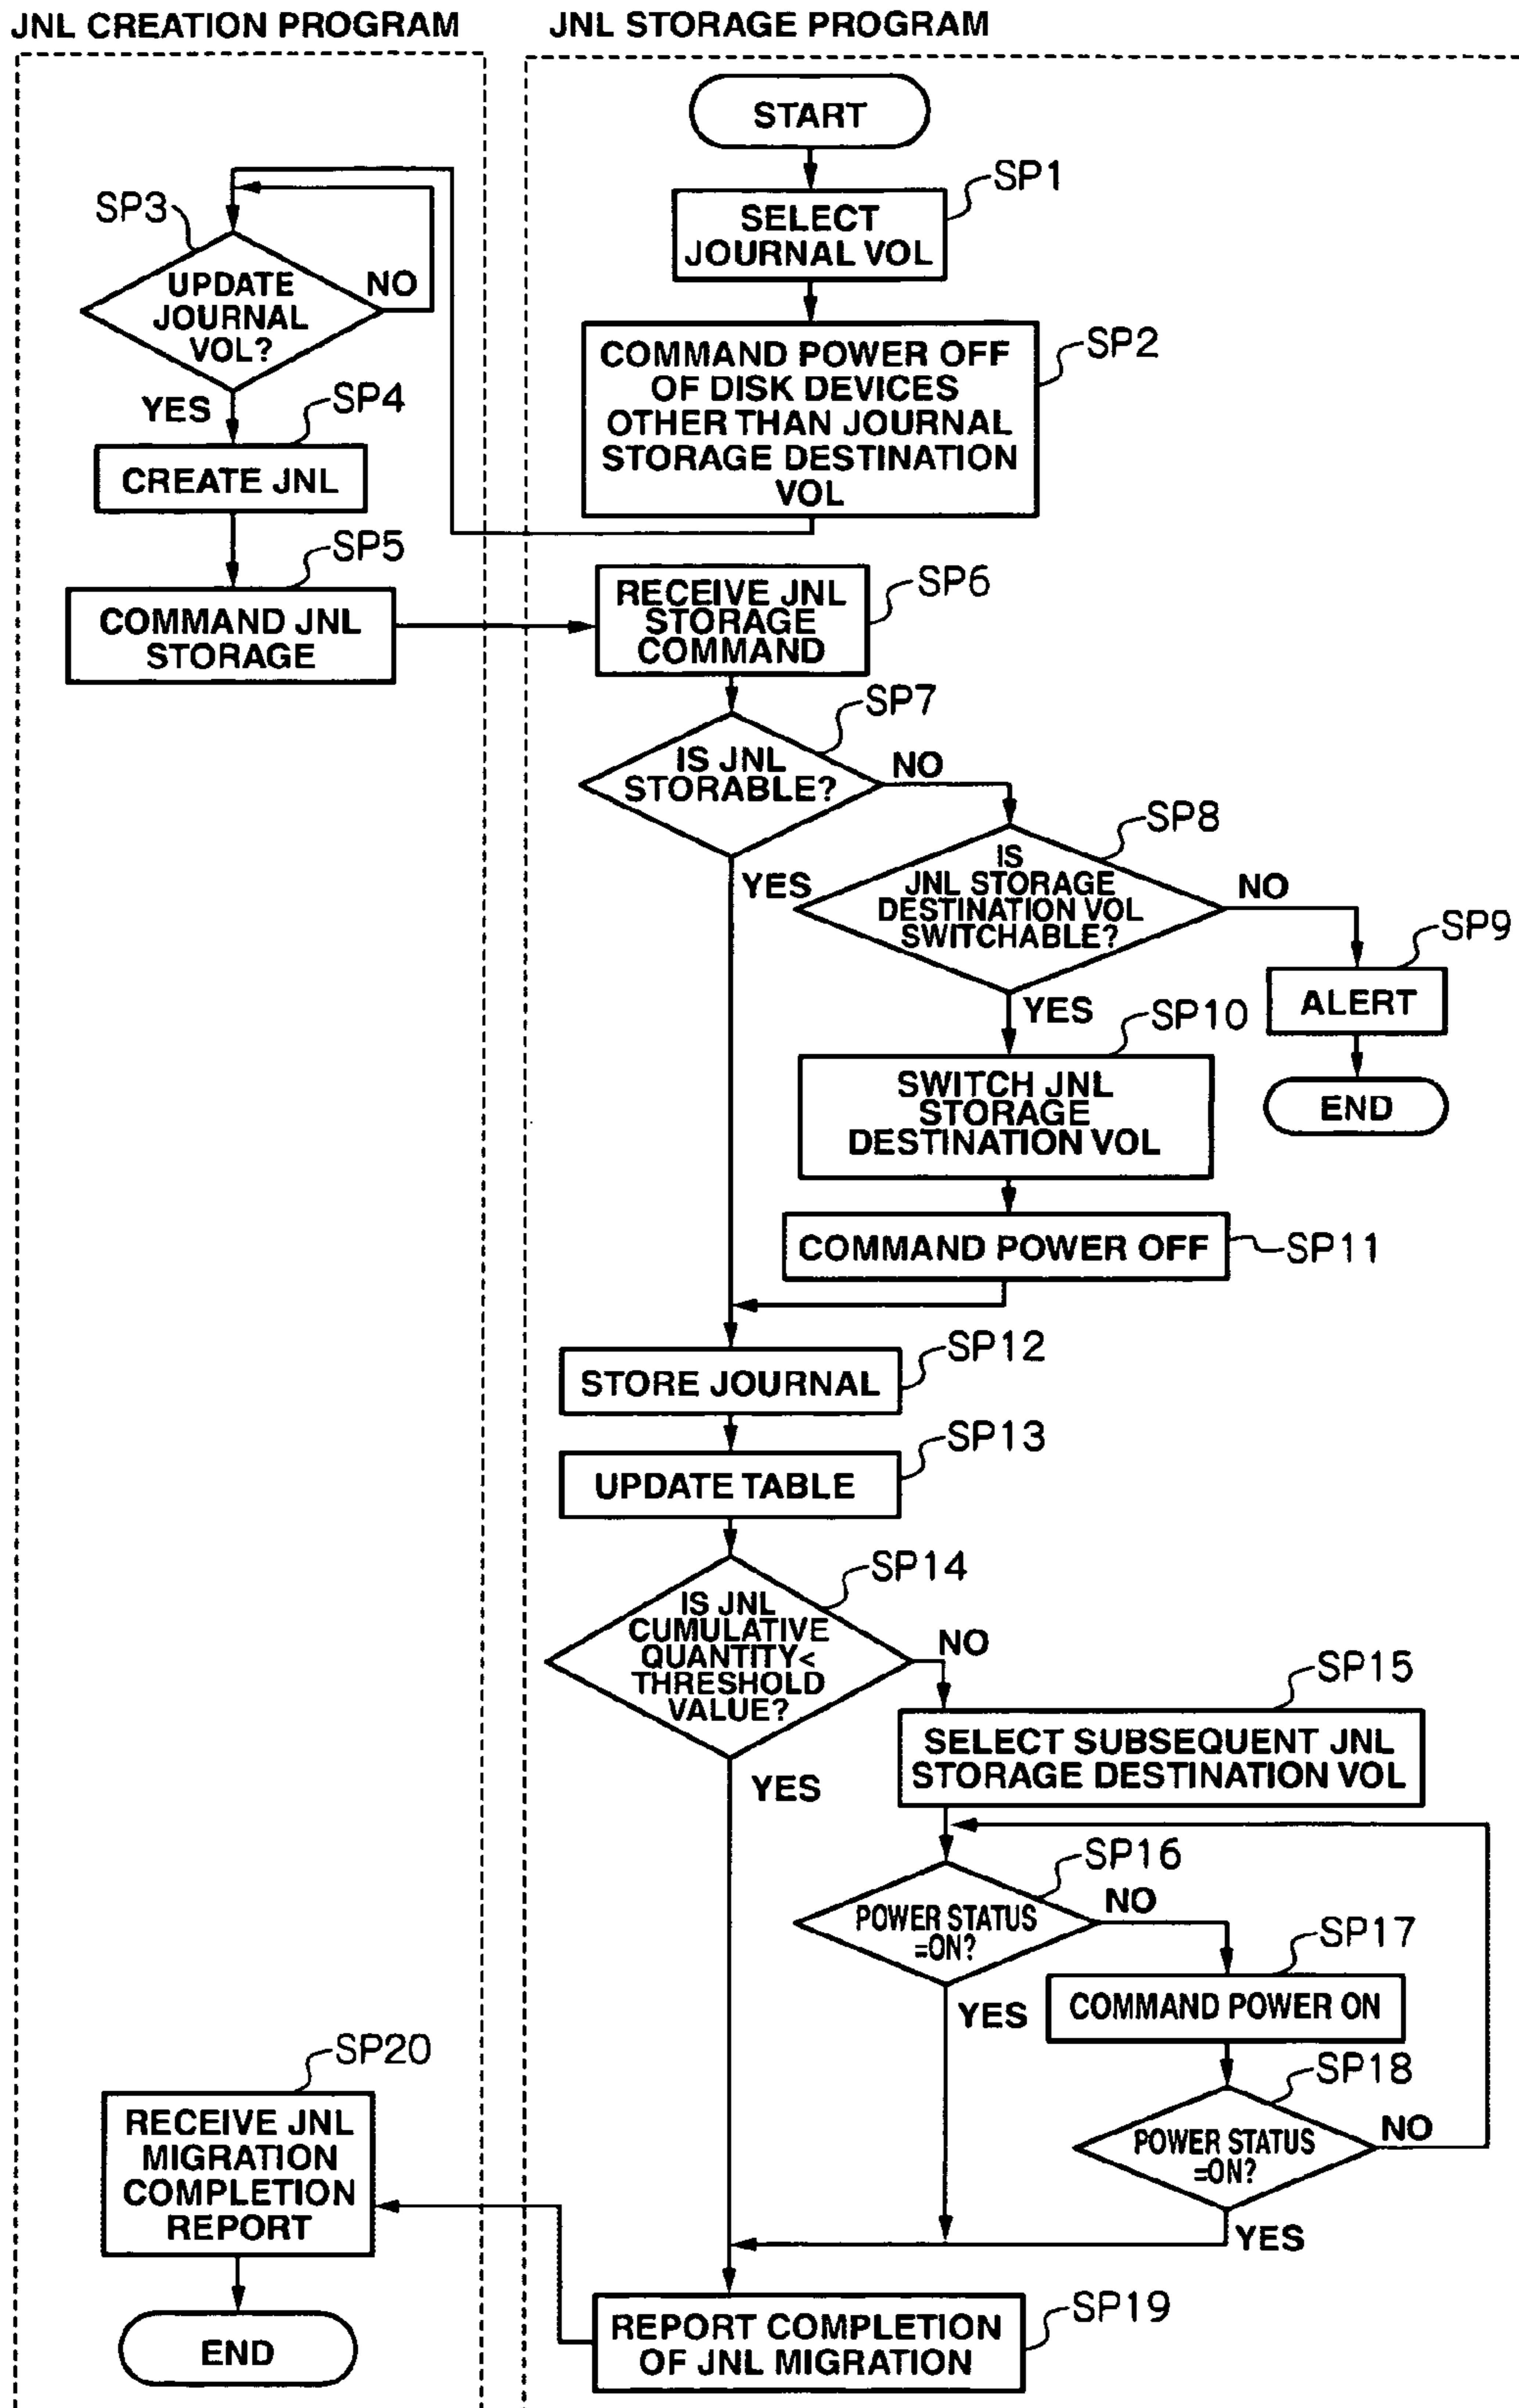 JNL CREATION PROGRAM
JNL STORAGE PROGRAM
START
SP1
SELECT
JOURNAL VOL
SP2
COMMAND POWER OFF
OF DISK DEVICES
OTHER THAN JOURNAL
STORAGE DESTINATION
VOL
SP3
UPDATE
JOURNAL
VOL?
NO
YES
SP4
CREATE JNL
SP5
COMMAND JNL
STORAGE
SP6
RECEIVE JNL
STORAGE
COMMAND
SP7
IS JNL
STORABLE?
NO
YES
SP8
IS
JNL STORAGE
DESTINATION VOL
SWITCHABLE?
NO
YES
SP9
ALERT
END
SP10
SWITCH JNL
STORAGE
DESTINATION VOL
COMMAND POWER OFF
SP11
SP12
STORE JOURNAL
SP13
UPDATE TABLE
SP14
IS JNL
CUMULATIVE
QUANTITY<
THRESHOLD
VALUE?
NO
YES
SP15
SELECT SUBSEQUENT JNL
STORAGE DESTINATION VOL
SP16
POWER STATUS
=ON?
NO
YES
SP17
COMMAND POWER ON
SP18
POWER STATUS
=ON?
NO
YES
SP19
REPORT COMPLETION
OF JNL MIGRATION
SP20
RECEIVE JNL
MIGRATION
COMPLETION
REPORT
END